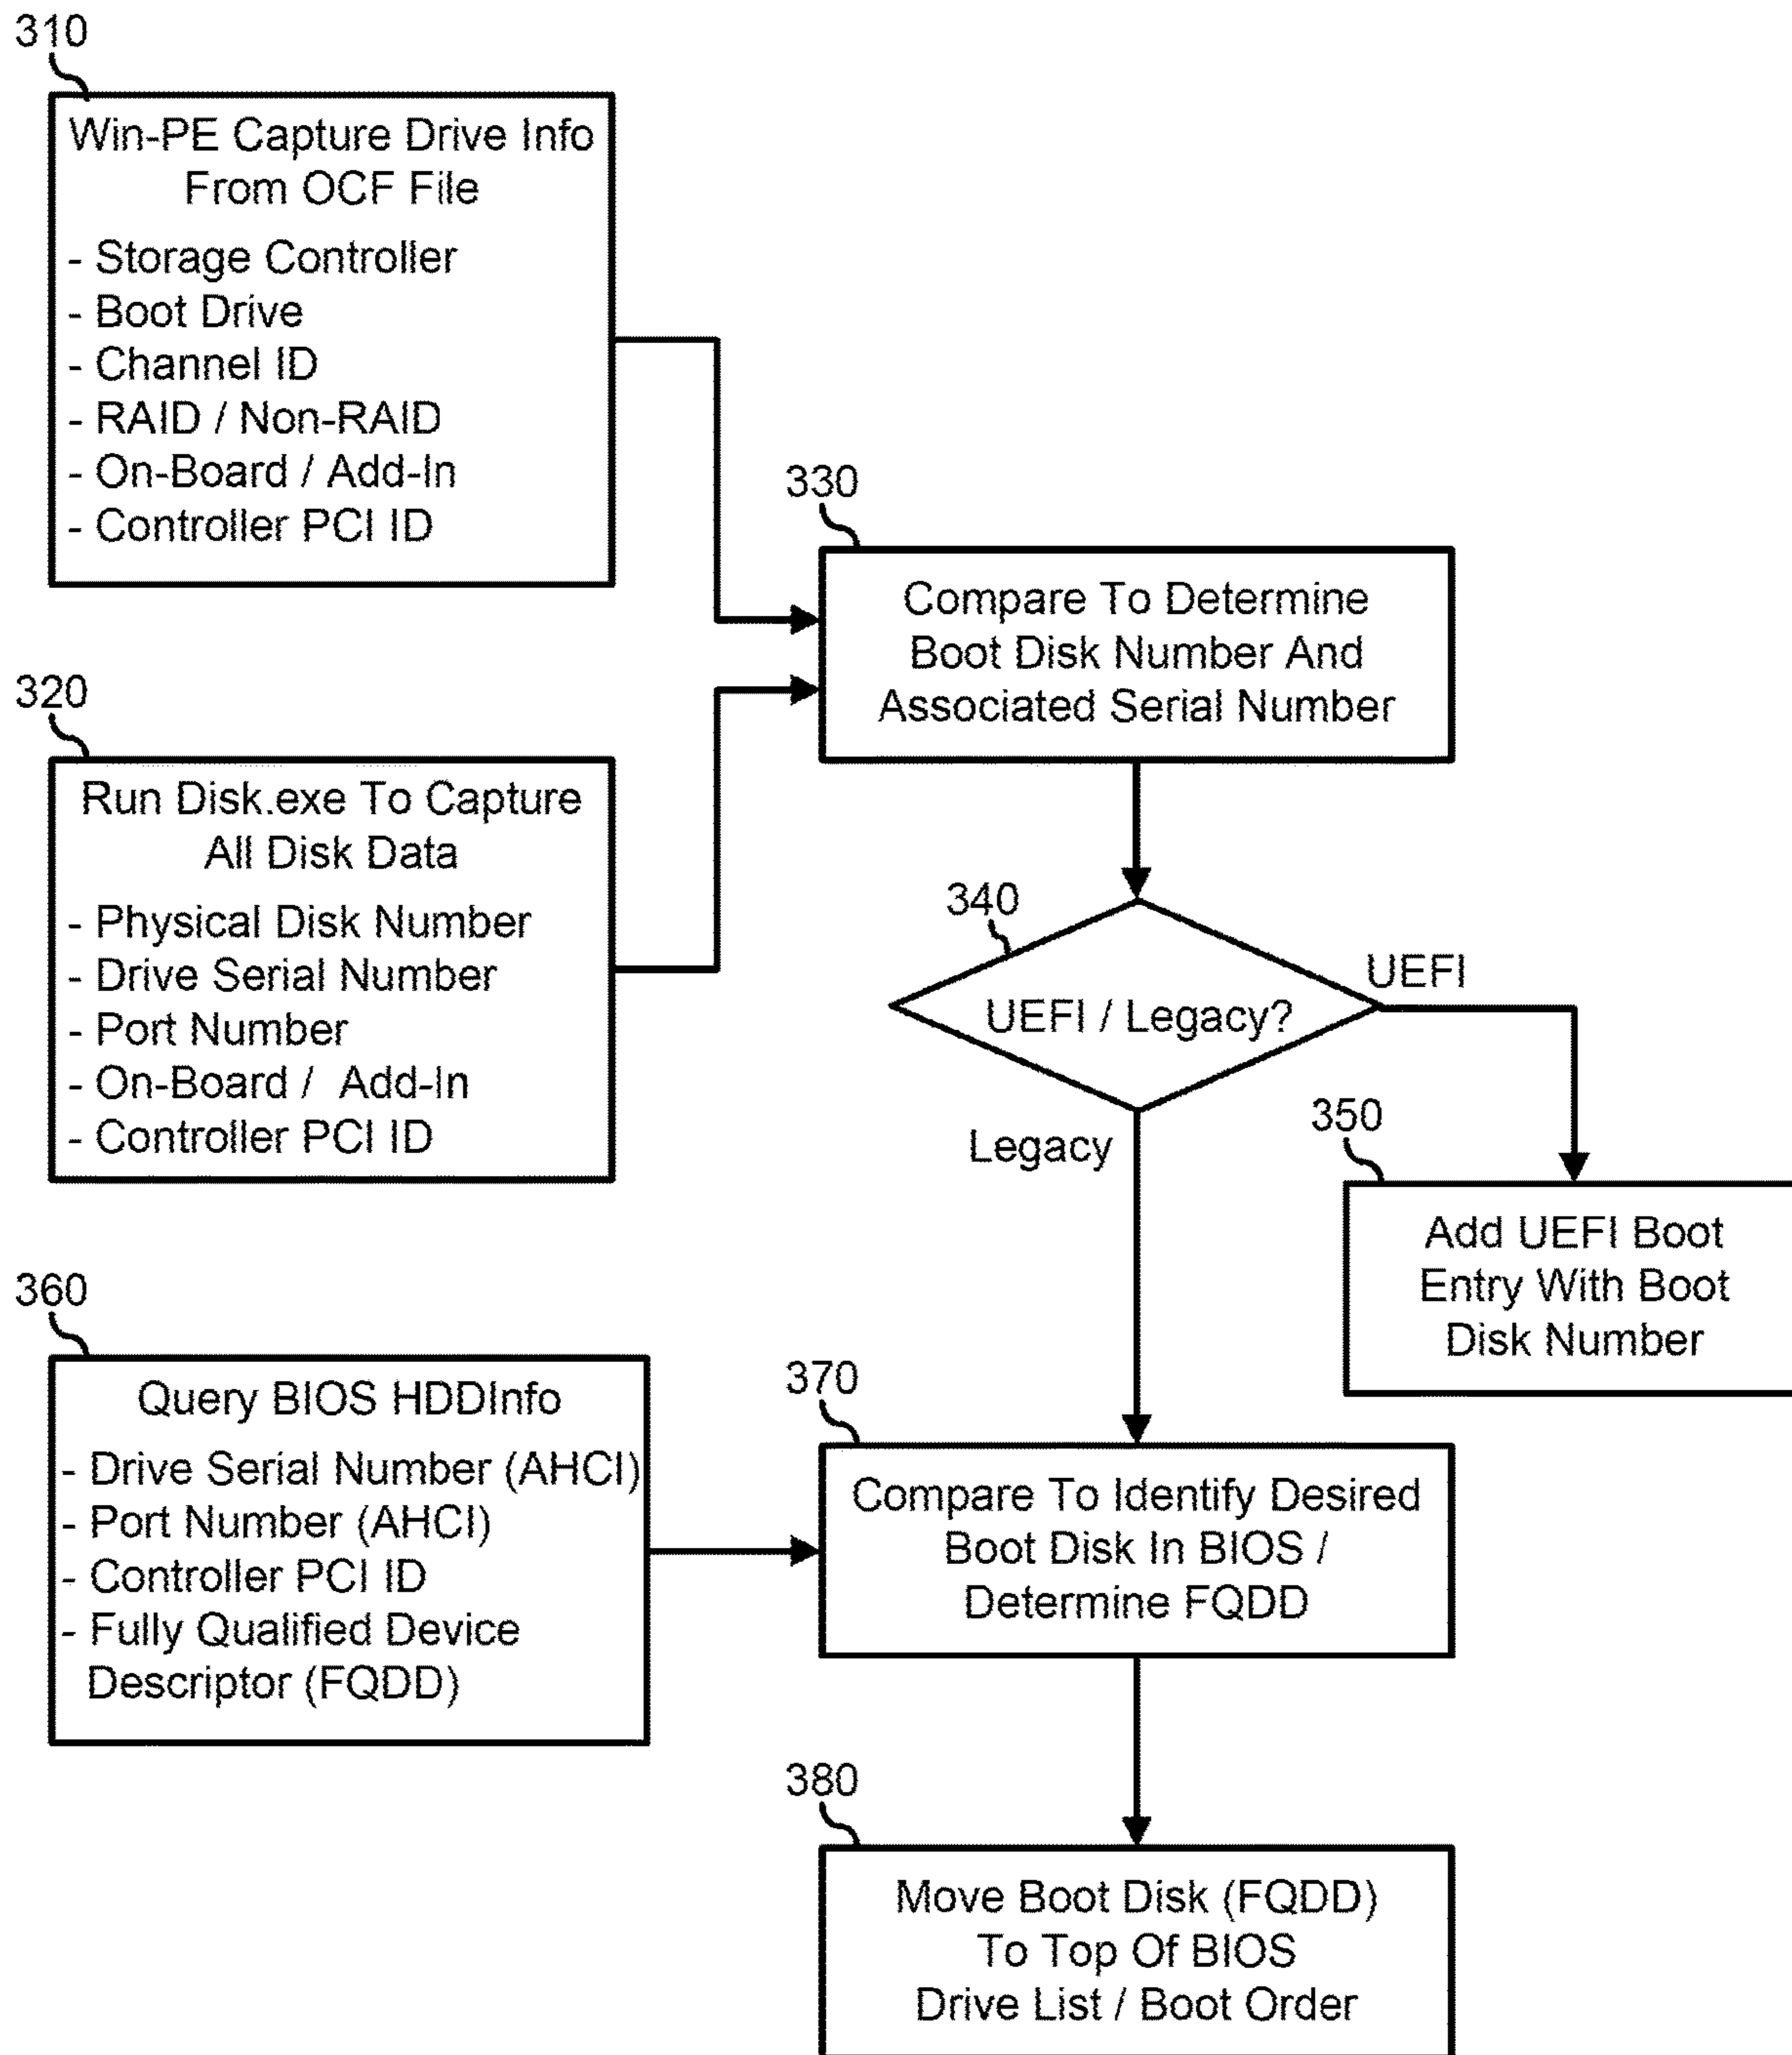 310
Win-PE Capture Drive Info
From OCF File
- Storage Controller
- Boot Drive
- Channel ID
- RAID / Non-RAID
- On-Board / Add-In
- Controller PCI ID
320
Run Disk.exe To Capture
All Disk Data
- Physical Disk Number
- Drive Serial Number
- Port Number
- On-Board / Add-In
- Controller PCI ID
330
Compare To Determine
Boot Disk Number And
Associated Serial Number
340
UEFI / Legacy?
UEFI
Legacy
350
Add UEFI Boot
Entry With Boot
Disk Number
360
Query BIOS HDDInfo
- Drive Serial Number (AHCI)
- Port Number (AHCI)
- Controller PCI ID
- Fully Qualified Device
Descriptor (FQDD)
370
Compare To Identify Desired
Boot Disk In BIOS /
Determine FQDD
380
Move Boot Disk (FQDD)
To Top Of BIOS
Drive List / Boot Order